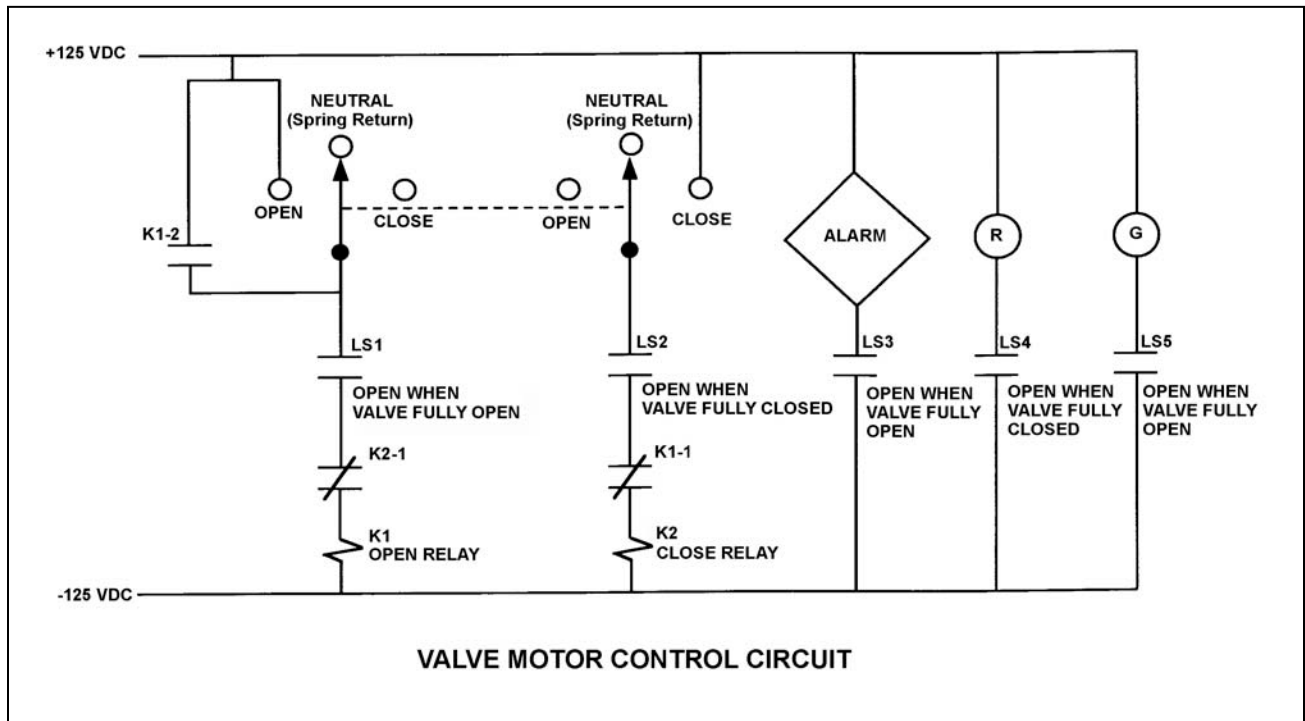 +125 VDC
NEUTRAL
(Spring Return)
NEUTRAL
(Spring Return)
OPEN
CLOSE
OPEN
CLOSE
K1-2
ALARM
R
G
LS1
OPEN WHEN
VALVE FULLY OPEN
LS2
OPEN WHEN
VALVE FULLY CLOSED
LS3
OPEN WHEN
VALVE FULLY
OPEN
LS4
OPEN WHEN
VALVE FULLY
CLOSED
LS5
OPEN WHEN
VALVE FULLY
OPEN
K2-1
K1-1
K1
OPEN RELAY
K2
CLOSE RELAY
-125 VDC
VALVE MOTOR CONTROL CIRCUIT